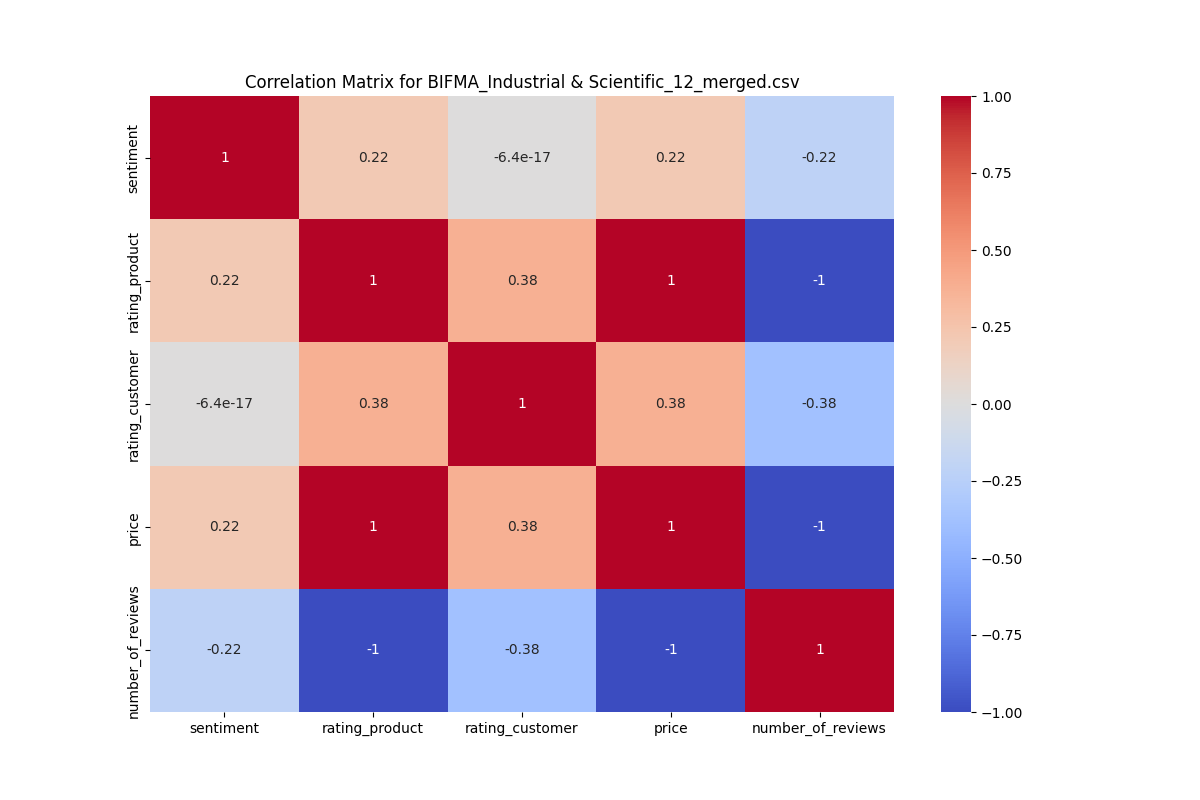 Correlation Matrix for BIFMA_Industrial & Scientific_12_merged.csv
sentiment
1
0.22
-6.4e-17
0.22
-0.22
rating_product
0.22
1
0.38
1
-1
rating_customer
-6.4e-17
0.38
1
0.38
-0.38
price
0.22
1
0.38
1
-1
number_of_reviews
-0.22
-1
-0.38
-1
1
sentiment
rating_product
rating_customer
price
number_of_reviews
1.00
0.75
0.50
0.25
0.00
−0.25
−0.50
−0.75
−1.00